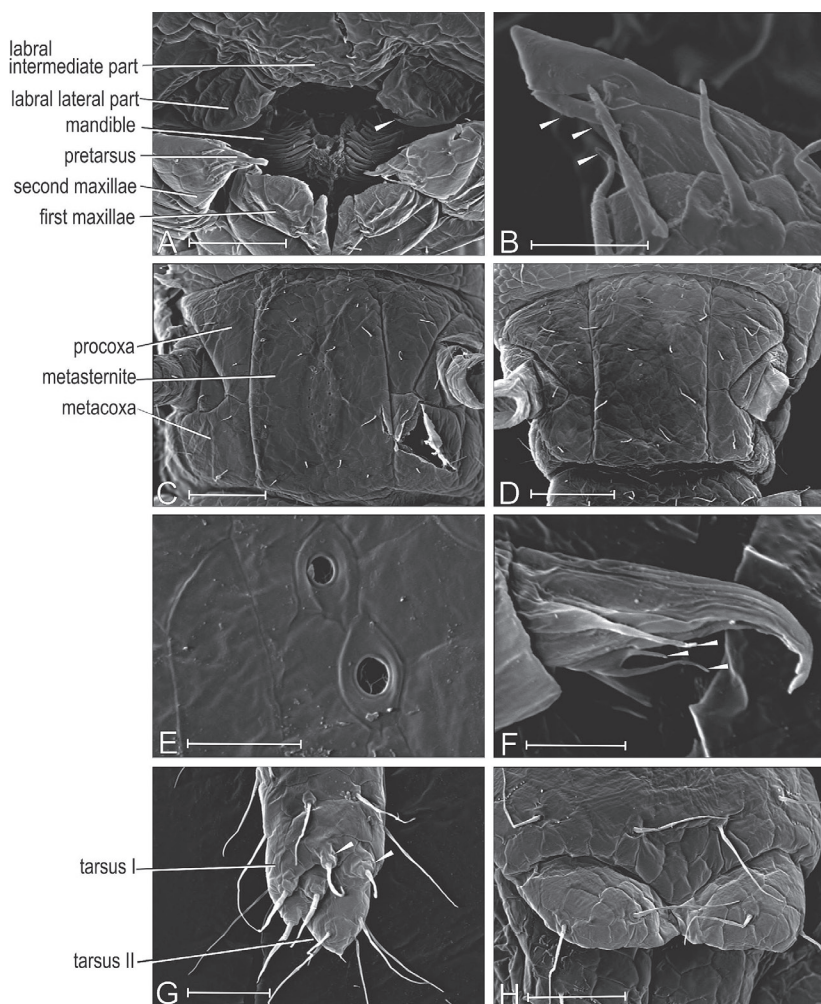 labral
intermediate part
labral lateral part
mandible
pretarsus
second maxillae
first maxillae
A
B
procoxa
metasternite
metacoxa
C
D
E
F
tarsus I
tarsus II
G
H